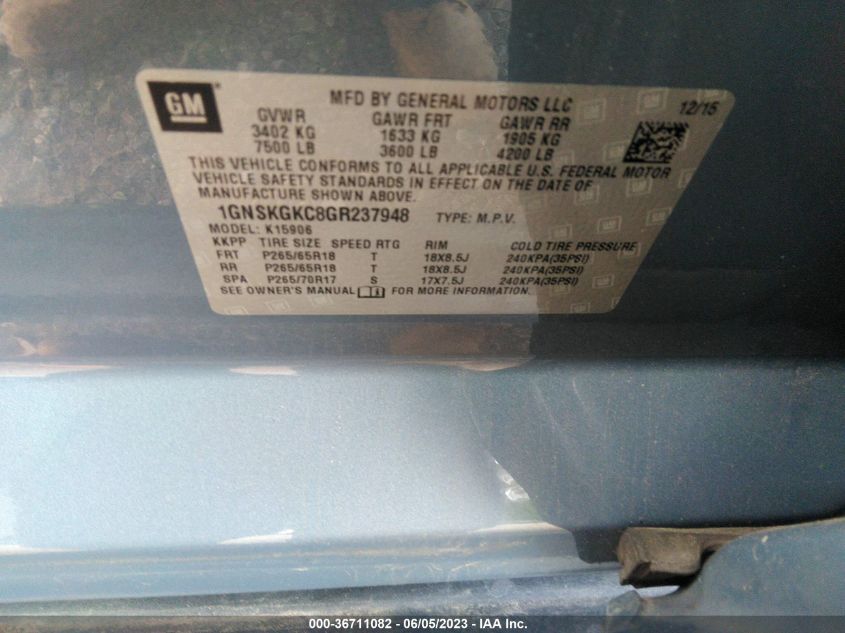 GM
MFD BY GENERAL MOTORS LLC 12/15
GVWR GAWR FRT GAWR RR
3402 KG 1633 KG 1905 KG
7500 LB 3600 LB 4200 LB
THIS VEHICLE CONFORMS TO ALL APPLICABLE U.S. FEDERAL MOTOR
VEHICLE SAFETY STANDARDS IN EFFECT ON THE DATE OF
MANUFACTURE SHOWN ABOVE.
1GNSKGKC8GR237948 TYPE: M.P.V.
MODEL: K15906
KKPP TIRE SIZE SPEED RTG RIM COLD TIRE PRESSURE
FRT P265/65R18 T 18X8.5J 240KPA(35PSI)
RR P265/65R18 T 18X8.5J 240KPA(35PSI)
SPA P265/70R17 S 17X7.5J 240KPA(35PSI)
SEE OWNER'S MANUAL FOR MORE INFORMATION.
000-36711082 - 06/05/2023 - IAA Inc.